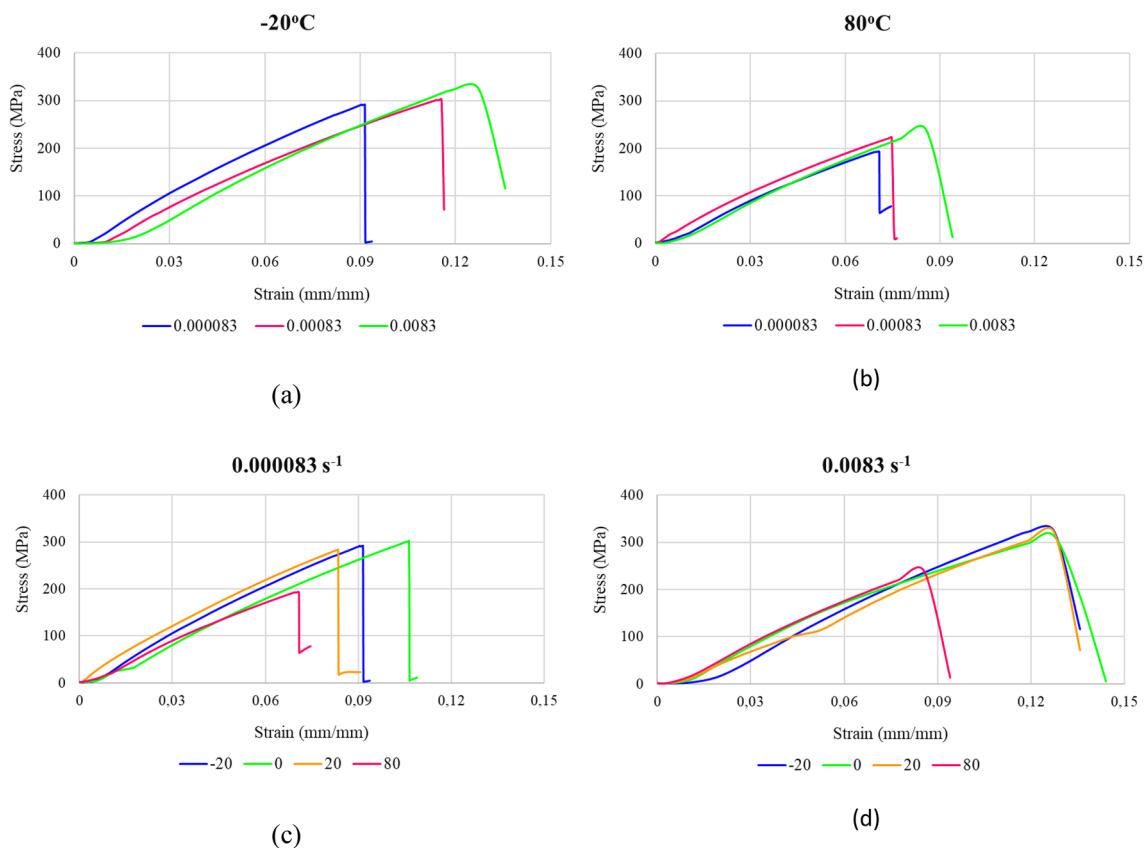 -20°C
Stress (MPa)
400
300
200
100
0
0 0.03 0.06 0.09 0.12 0.15
Strain (mm/mm)
0.000083 0.00083 0.0083
(a)
80°C
Stress (MPa)
400
300
200
100
0
0 0.03 0.06 0.09 0.12 0.15
Strain (mm/mm)
0.000083 0.00083 0.0083
(b)
0.000083 s⁻¹
Stress (MPa)
400
300
200
100
0
0 0.03 0.06 0.09 0.12 0.15
Strain (mm/mm)
-20 0 20 80
(c)
0.0083 s⁻¹
Stress (MPa)
400
300
200
100
0
0,00 0,03 0,06 0,09 0,12 0,15
Strain (mm/mm)
-20 0 20 80
(d)